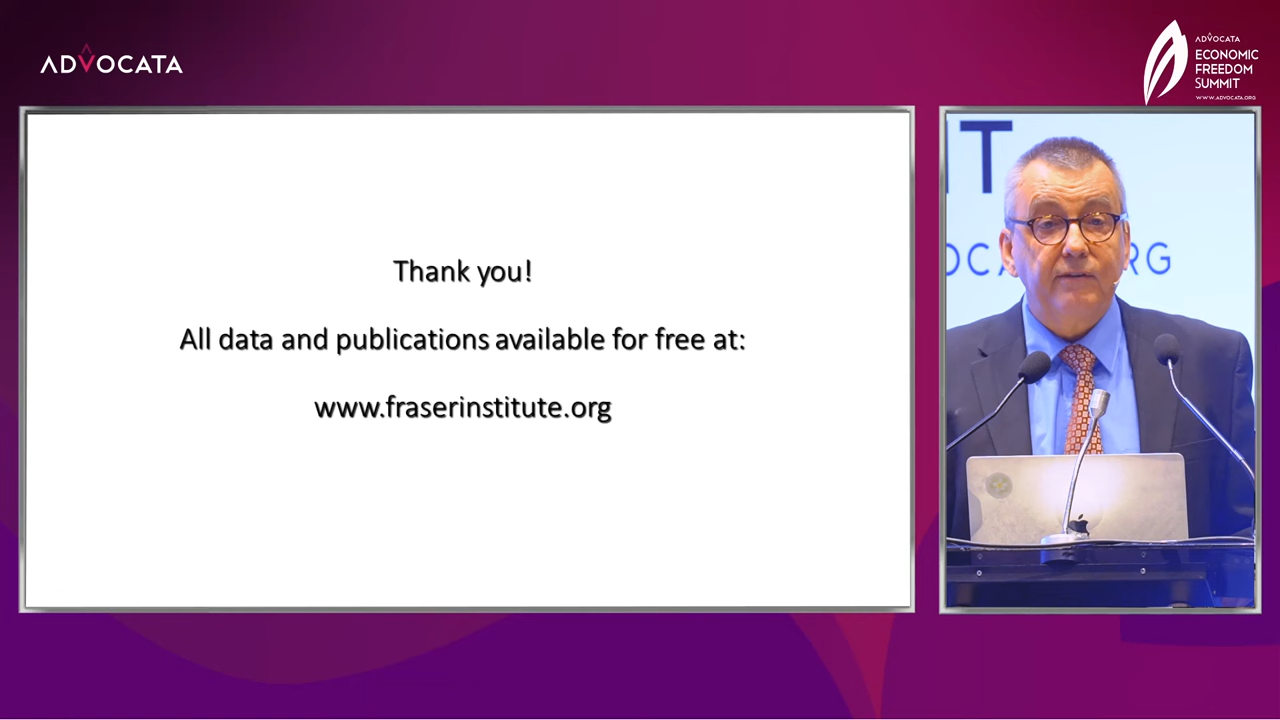 ADVOCATA
ADVOCATA
ECONOMIC
FREEDOM
SUMMIT
WWW.ADVOCATA.ORG
Thank you!
All data and publications available for free at:
www.fraserinstitute.org